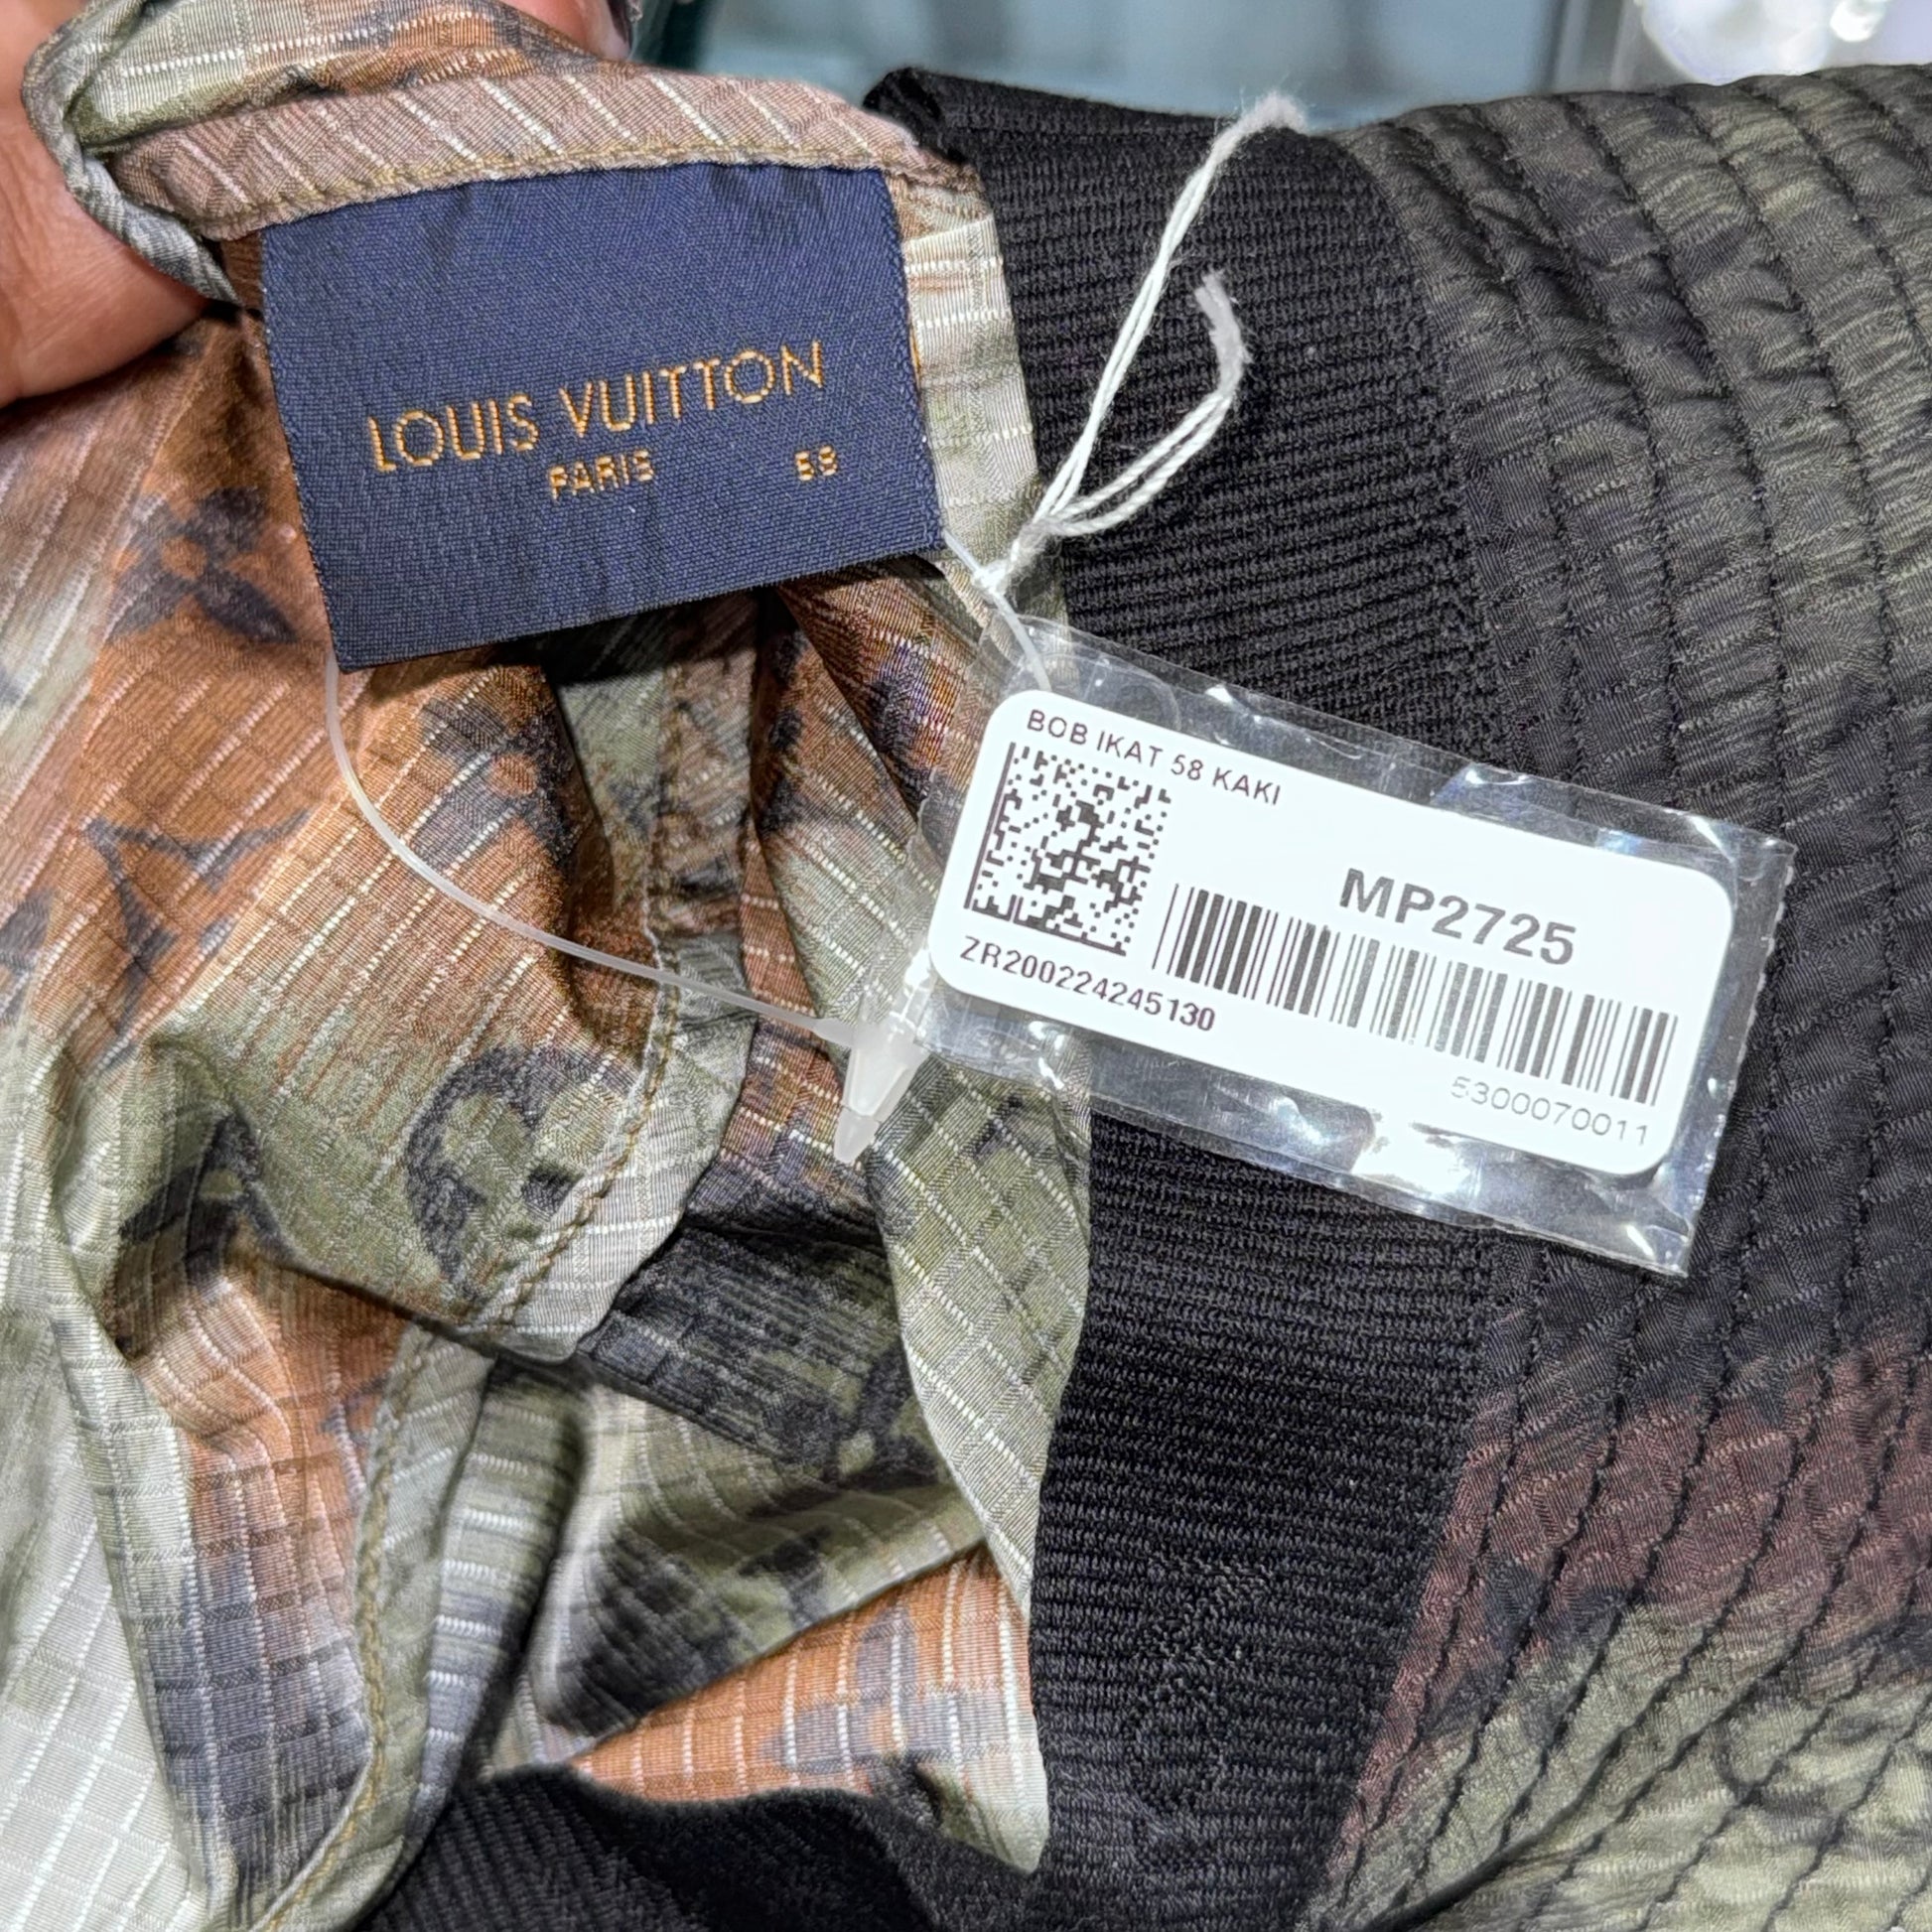 LOUIS VUITTON
PARIS 58
BOB IKAT 58 KAKI
MP2725
ZR200224245130
5300070011